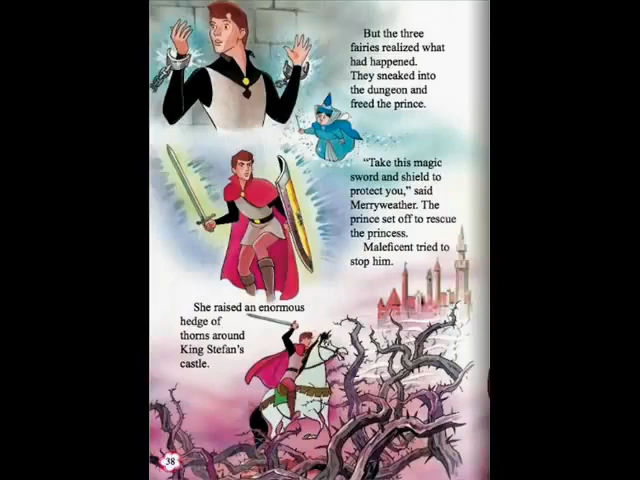 But the three
fairies realized what
had happened.
They sneaked into
the dungeon and
freed the prince.
“Take this magic
sword and shield to
protect you,” said
Merryweather. The
prince set off to rescue
the princess.
Maleficent tried to
stop him.
She raised an enormous
hedge of
thorns around
King Stefan’s
castle.
38